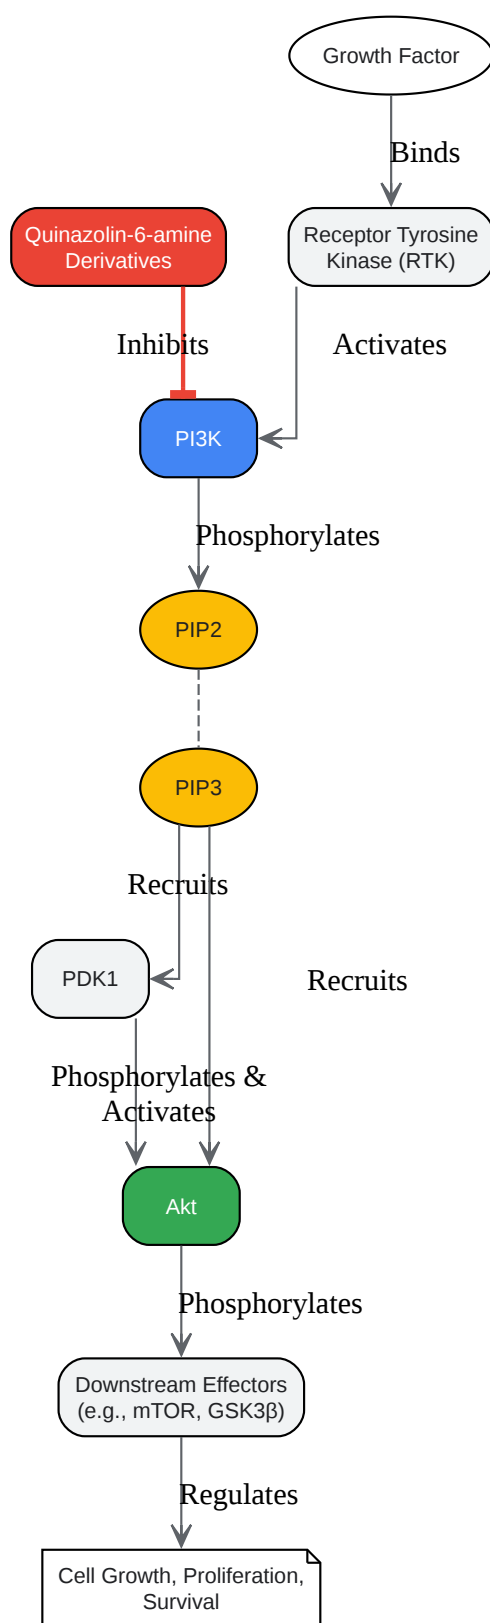 Growth Factor
Binds
Quinazolin-6-amine
Derivatives
Receptor Tyrosine
Kinase (RTK)
Inhibits
Activates
PI3K
Phosphorylates
PIP2
PIP3
Recruits
PDK1
Recruits
Phosphorylates &
Activates
Akt
Phosphorylates
Downstream Effectors
(e.g., mTOR, GSK3β)
Regulates
Cell Growth, Proliferation,
Survival